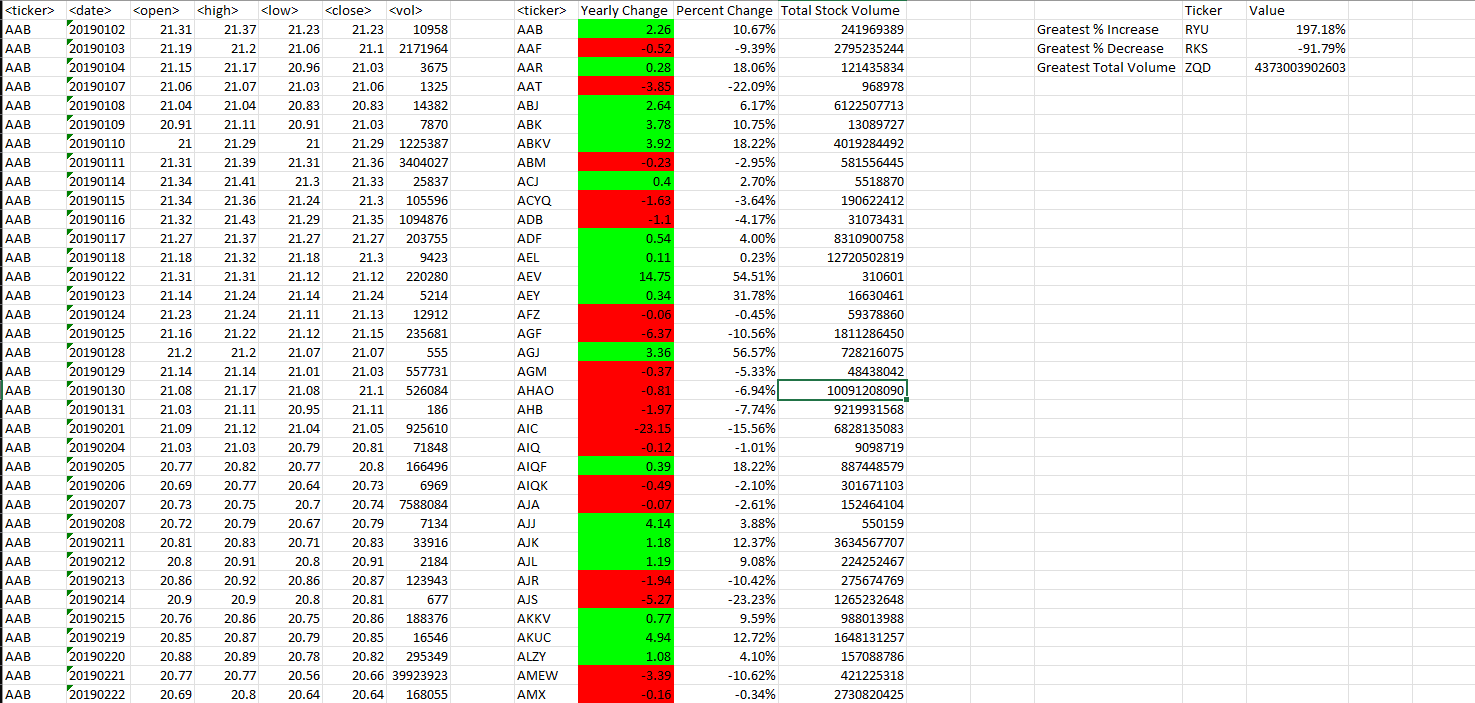 <ticker> <date> <open> <high> <low> <close> <vol> <ticker> Yearly Change Percent Change Total Stock Volume Ticker Value
AAB 20190102 21.31 21.37 21.23 21.23 10958 AAB 2.26 10.67% 241969389 Greatest % Increase RYU 197.18%
AAB 20190103 21.19 21.2 21.06 21.1 2171964 AAF -0.52 -9.39% 2795235244 Greatest % Decrease RKS -91.79%
AAB 20190104 21.15 21.17 20.96 21.03 3675 AAR 0.28 18.06% 121435834 Greatest Total Volume ZQD 4373003902603
AAB 20190107 21.06 21.07 21.03 21.06 1325 AAT -3.85 -22.09% 968978
AAB 20190108 21.04 21.04 20.83 20.83 14382 ABJ 2.64 6.17% 6122507713
AAB 20190109 20.91 21.11 20.91 21.03 7870 ABK 3.78 10.75% 13089727
AAB 20190110 21 21.29 21 21.29 1225387 ABKV 3.92 18.22% 4019284492
AAB 20190111 21.31 21.39 21.31 21.36 3404027 ABM -0.23 -2.95% 581556445
AAB 20190114 21.34 21.41 21.3 21.33 25837 ACJ 0.4 2.70% 5518870
AAB 20190115 21.34 21.36 21.24 21.3 105596 ACYQ -1.63 -3.64% 190622412
AAB 20190116 21.32 21.43 21.29 21.35 1094876 ADB -1.1 -4.17% 31073431
AAB 20190117 21.27 21.37 21.27 21.27 203755 ADF 0.54 4.00% 8310900758
AAB 20190118 21.18 21.32 21.18 21.3 9423 AEL 0.11 0.23% 12720502819
AAB 20190122 21.31 21.31 21.12 21.12 220280 AEV 14.75 54.51% 310601
AAB 20190123 21.14 21.24 21.14 21.24 5214 AEY 0.34 31.78% 16630461
AAB 20190124 21.23 21.24 21.11 21.13 12912 AFZ -0.06 -0.45% 59378860
AAB 20190125 21.16 21.22 21.12 21.15 235681 AGF -6.37 -10.56% 1811286450
AAB 20190128 21.2 21.2 21.07 21.07 555 AGJ 3.36 56.57% 728216075
AAB 20190129 21.14 21.14 21.01 21.03 557731 AGM -0.37 -5.33% 48438042
AAB 20190130 21.08 21.17 21.08 21.1 526084 AHAO -0.81 -6.94% 10091208090
AAB 20190131 21.03 21.11 20.95 21.11 186 AHB -1.97 -7.74% 9219931568
AAB 20190201 21.09 21.12 21.04 21.05 925610 AIC -23.15 -15.56% 6828135083
AAB 20190204 21.03 21.03 20.79 20.81 71848 AIQ -0.12 -1.01% 9098719
AAB 20190205 20.77 20.82 20.77 20.8 166496 AIQF 0.39 18.22% 887448579
AAB 20190206 20.69 20.77 20.64 20.73 6969 AIQK -0.49 -2.10% 301671103
AAB 20190207 20.73 20.75 20.7 20.74 7588084 AJA -0.07 -2.61% 152464104
AAB 20190208 20.72 20.79 20.67 20.79 7134 AJJ 4.14 3.88% 550159
AAB 20190211 20.81 20.83 20.71 20.83 33916 AJK 1.18 12.37% 3634567707
AAB 20190212 20.8 20.91 20.8 20.91 2184 AJL 1.19 9.08% 224252467
AAB 20190213 20.86 20.92 20.86 20.87 123943 AJR -1.94 -10.42% 275674769
AAB 20190214 20.9 20.9 20.8 20.81 677 AJS -5.27 -23.23% 1265232648
AAB 20190215 20.76 20.86 20.75 20.86 188376 AKKV 0.77 9.59% 988013988
AAB 20190219 20.85 20.87 20.79 20.85 16546 AKUC 4.94 12.72% 1648131257
AAB 20190220 20.88 20.89 20.78 20.82 295349 ALZY 1.08 4.10% 157088786
AAB 20190221 20.77 20.77 20.56 20.66 39923923 AMEW -3.39 -10.62% 421225318
AAB 20190222 20.69 20.8 20.64 20.64 168055 AMX -0.16 -0.34% 2730820425